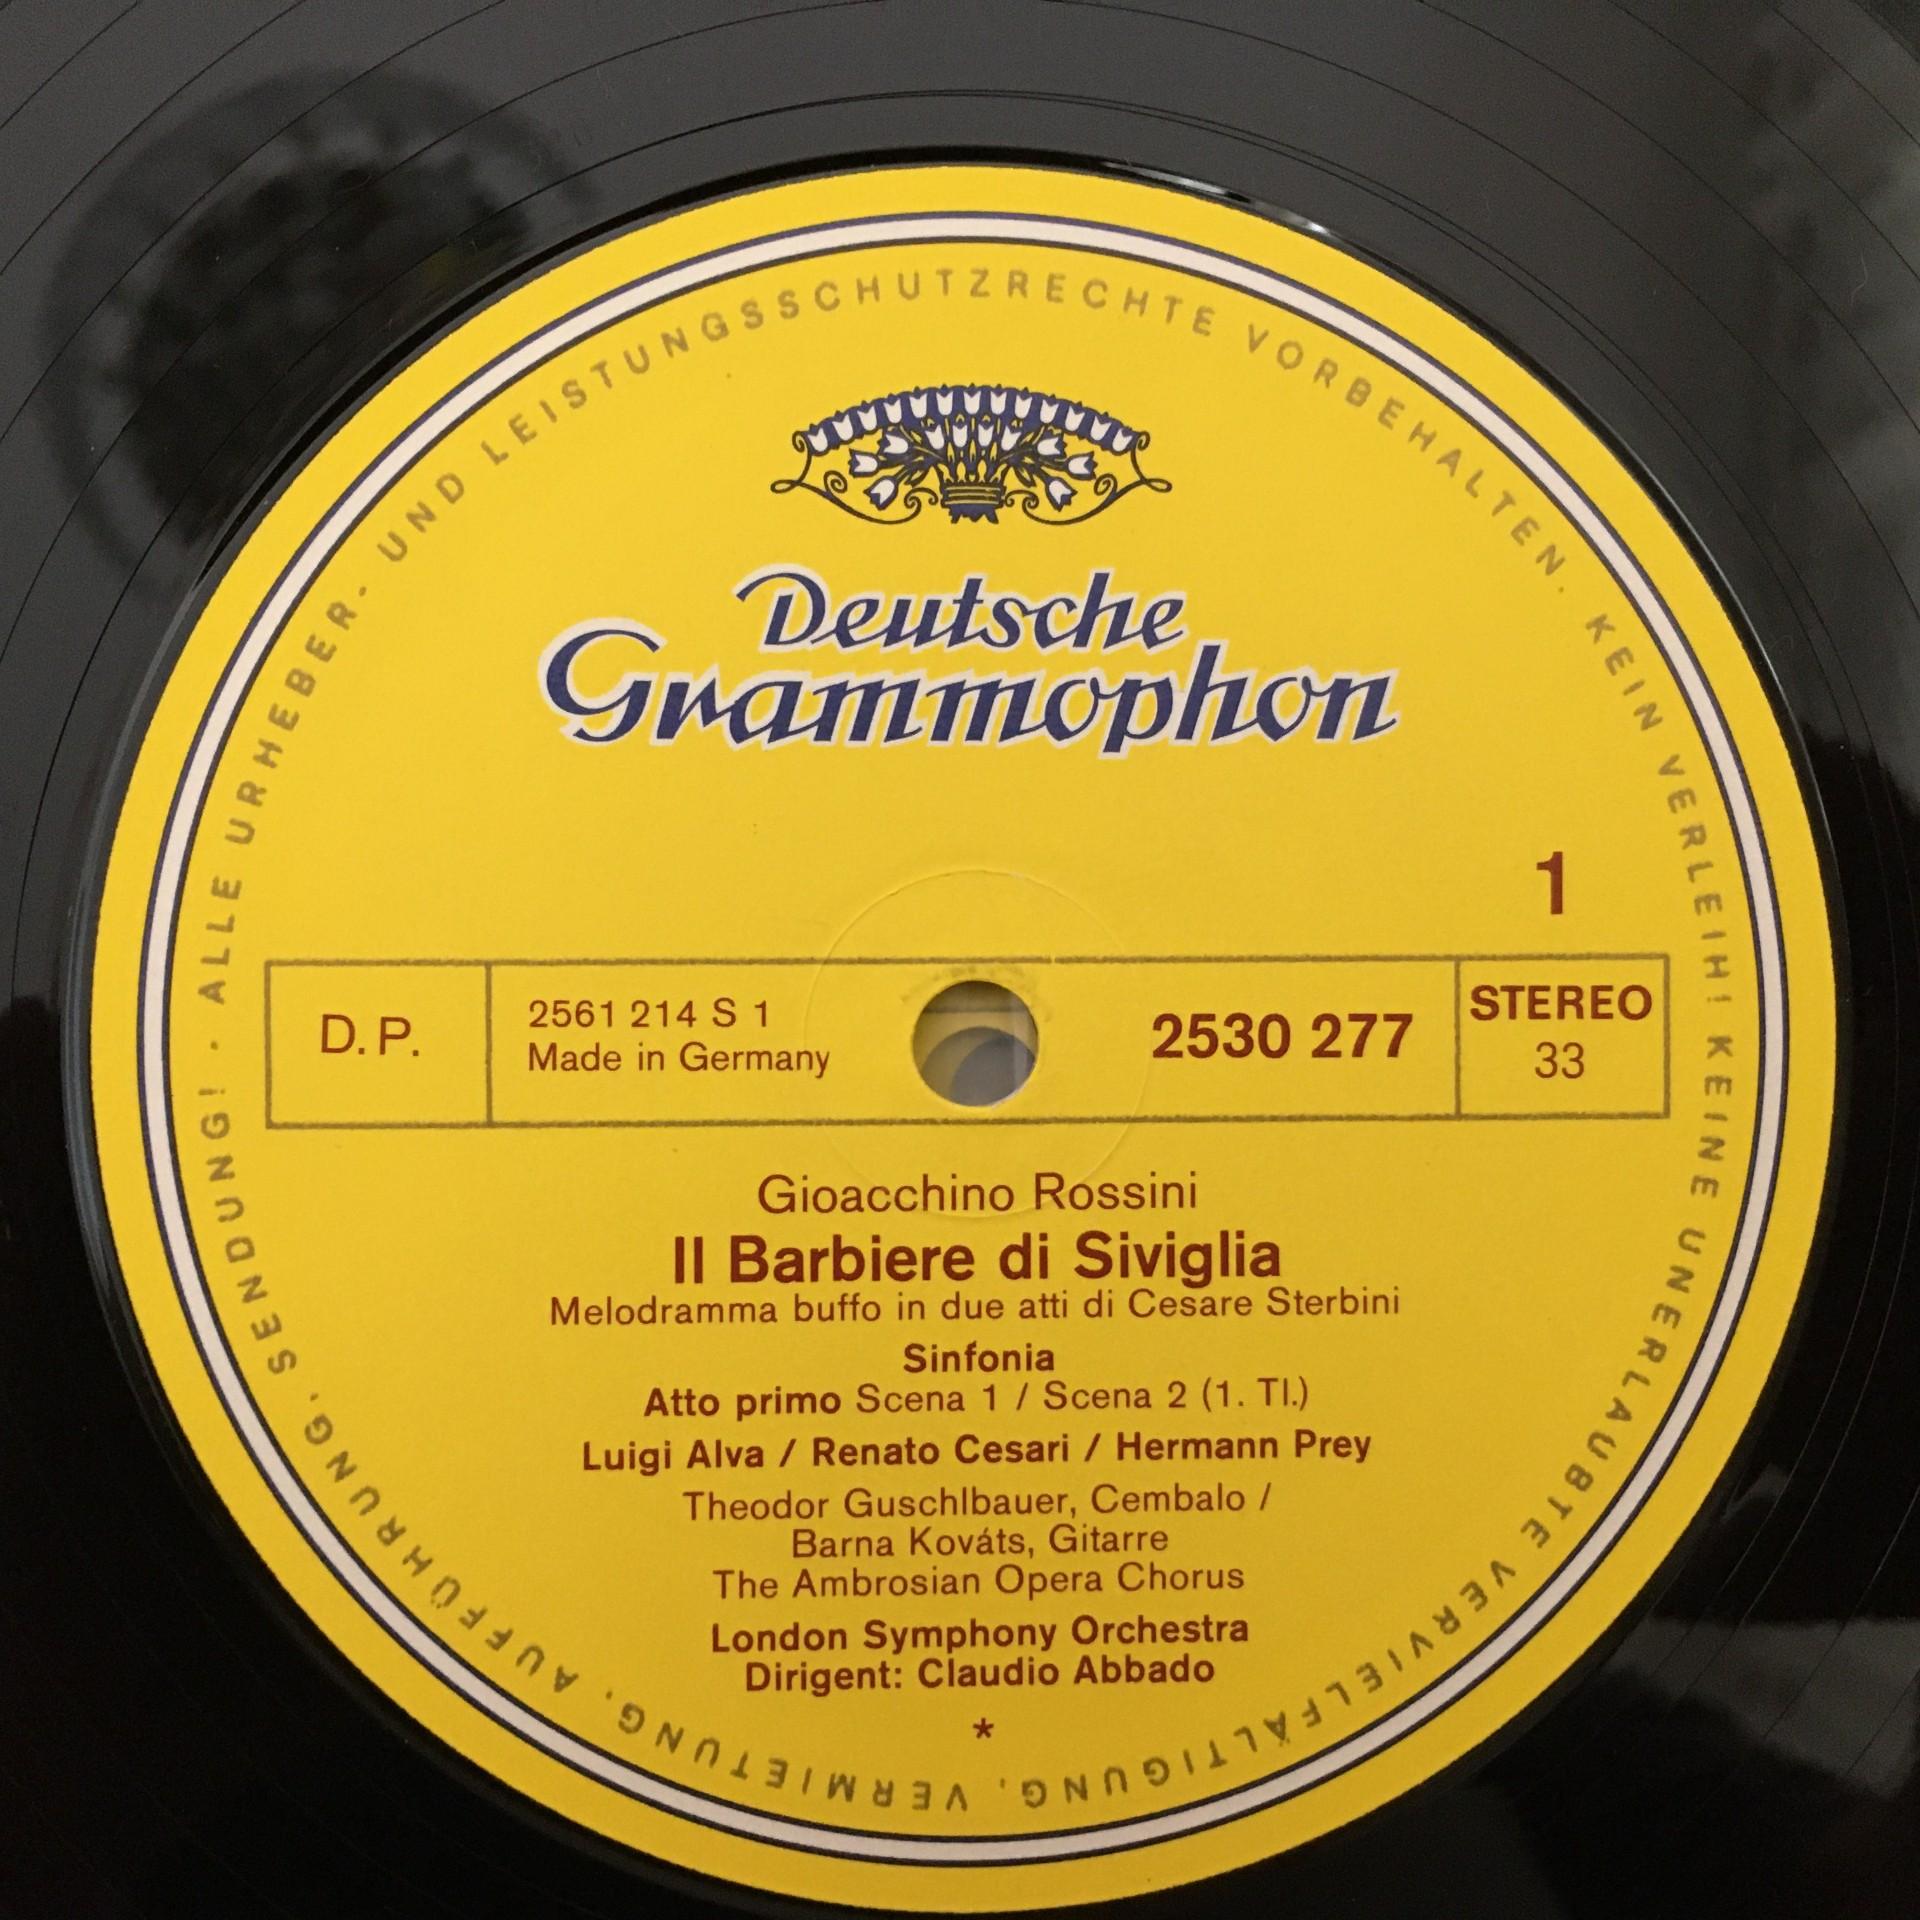 Deutsche
Grammophon
1
D. P.
2561 214 S 1
Made in Germany
2530 277
STEREO
33
Gioacchino Rossini
Il Barbiere di Siviglia
Melodramma buffo in due atti di Cesare Sterbini
Sinfonia
Atto primo Scena 1 / Scena 2 (1. Tl.)
Luigi Alva / Renato Cesari / Hermann Prey
Theodor Guschlbauer, Cembalo /
Barna Kováts, Gitarre
The Ambrosian Opera Chorus
London Symphony Orchestra
Dirigent: Claudio Abbado
*
· ALLE URHEBER- UND LEISTUNGSSCHUTZRECHTE VORBEHALTEN. KEIN VERLEIH! KEINE UNERLAUBTE VERVIELFÄLTIGUNG, VERMIETUNG, AUFFÜHRUNG, SENDUNG!